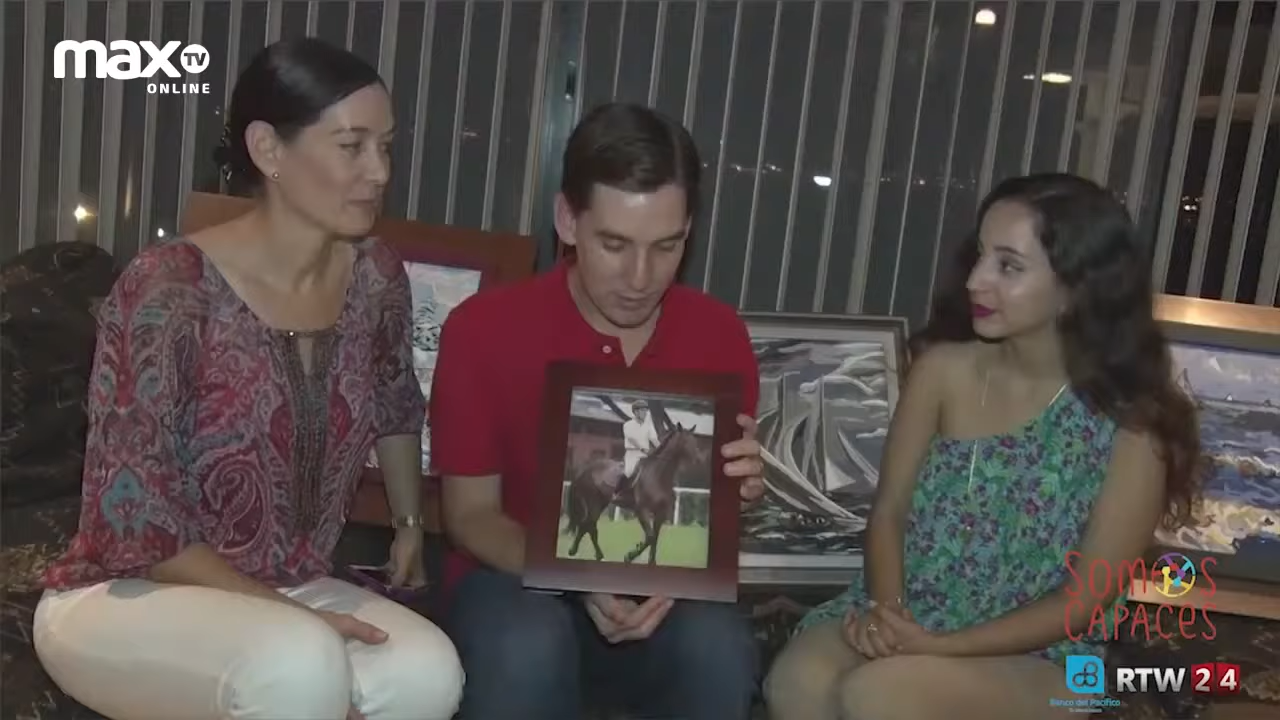 max TV
ONLINE
SOMOS
CAPACES
Banco del Pacífico
RTW 24